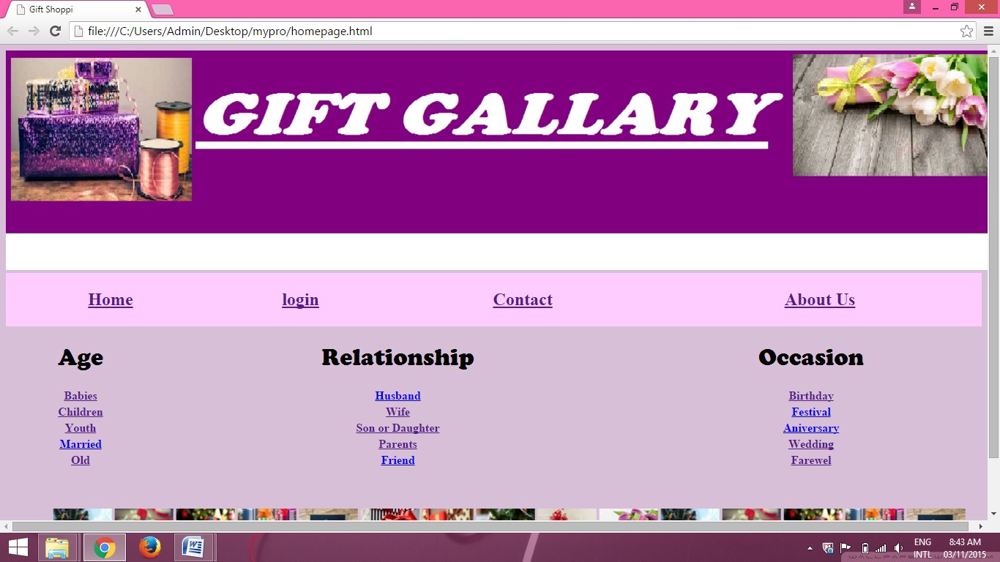 Gift Shoppi
file:///C:/Users/Admin/Desktop/mypro/homepage.html
GIFT GALLARY
Home login Contact About Us
Age Relationship Occasion
Babies Husband Birthday
Children Wife Festival
Youth Son or Daughter Aniversary
Married Parents Wedding
Old Friend Farewel
ENG 8:43 AM
INTL 03/11/2015